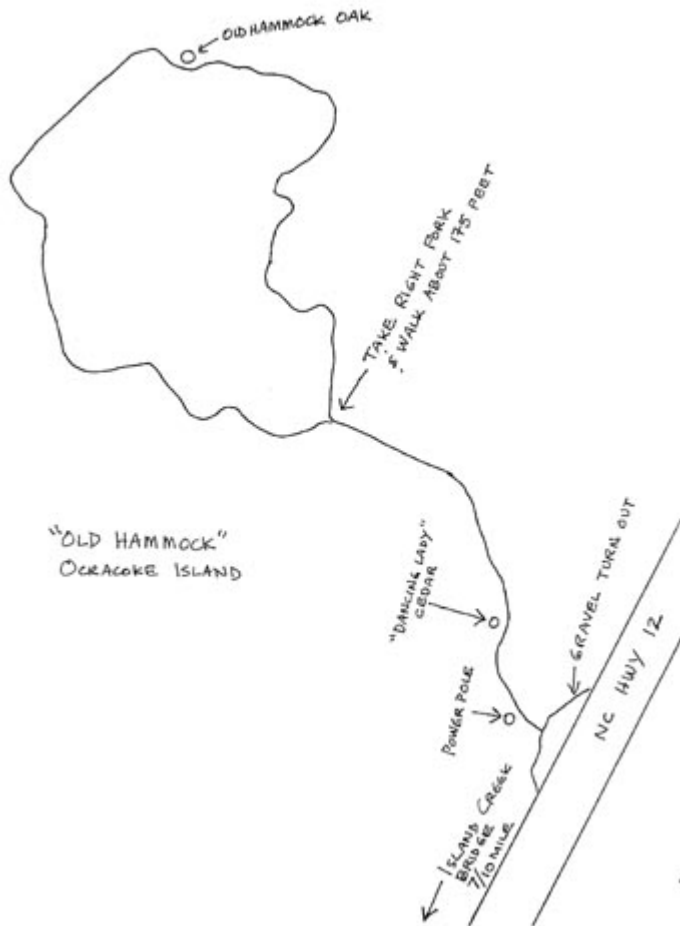 OLD HAMMOCK OAK
TAKE RIGHT FORK
& WALK ABOUT 175 FEET
"OLD HAMMOCK"
OCRACOKE ISLAND
"DANCING LADY"
CEDAR
GRAVEL TURN OUT
POWER POLE
NC HWY 12
ISLAND CREEK
BRIDGE
7/10 MILE